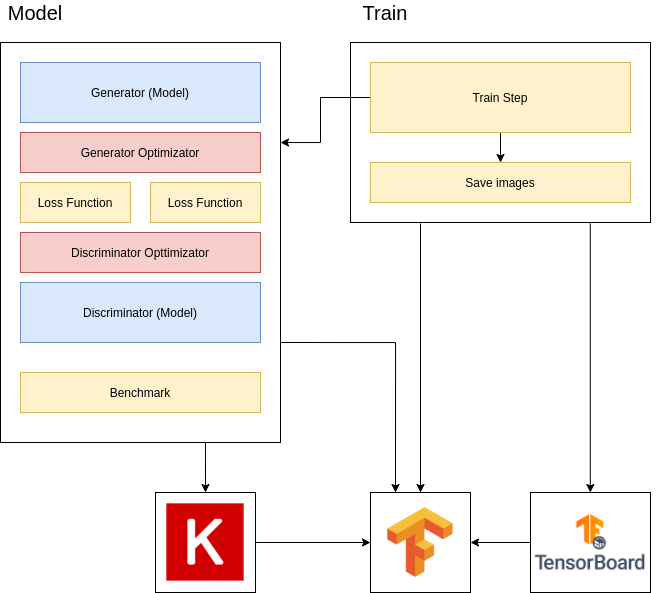 Model
Train
Generator (Model)
Train Step
Generator Optimizator
Save images
Loss Function
Loss Function
Discriminator Opttimizator
Discriminator (Model)
Benchmark
K
TensorBoard